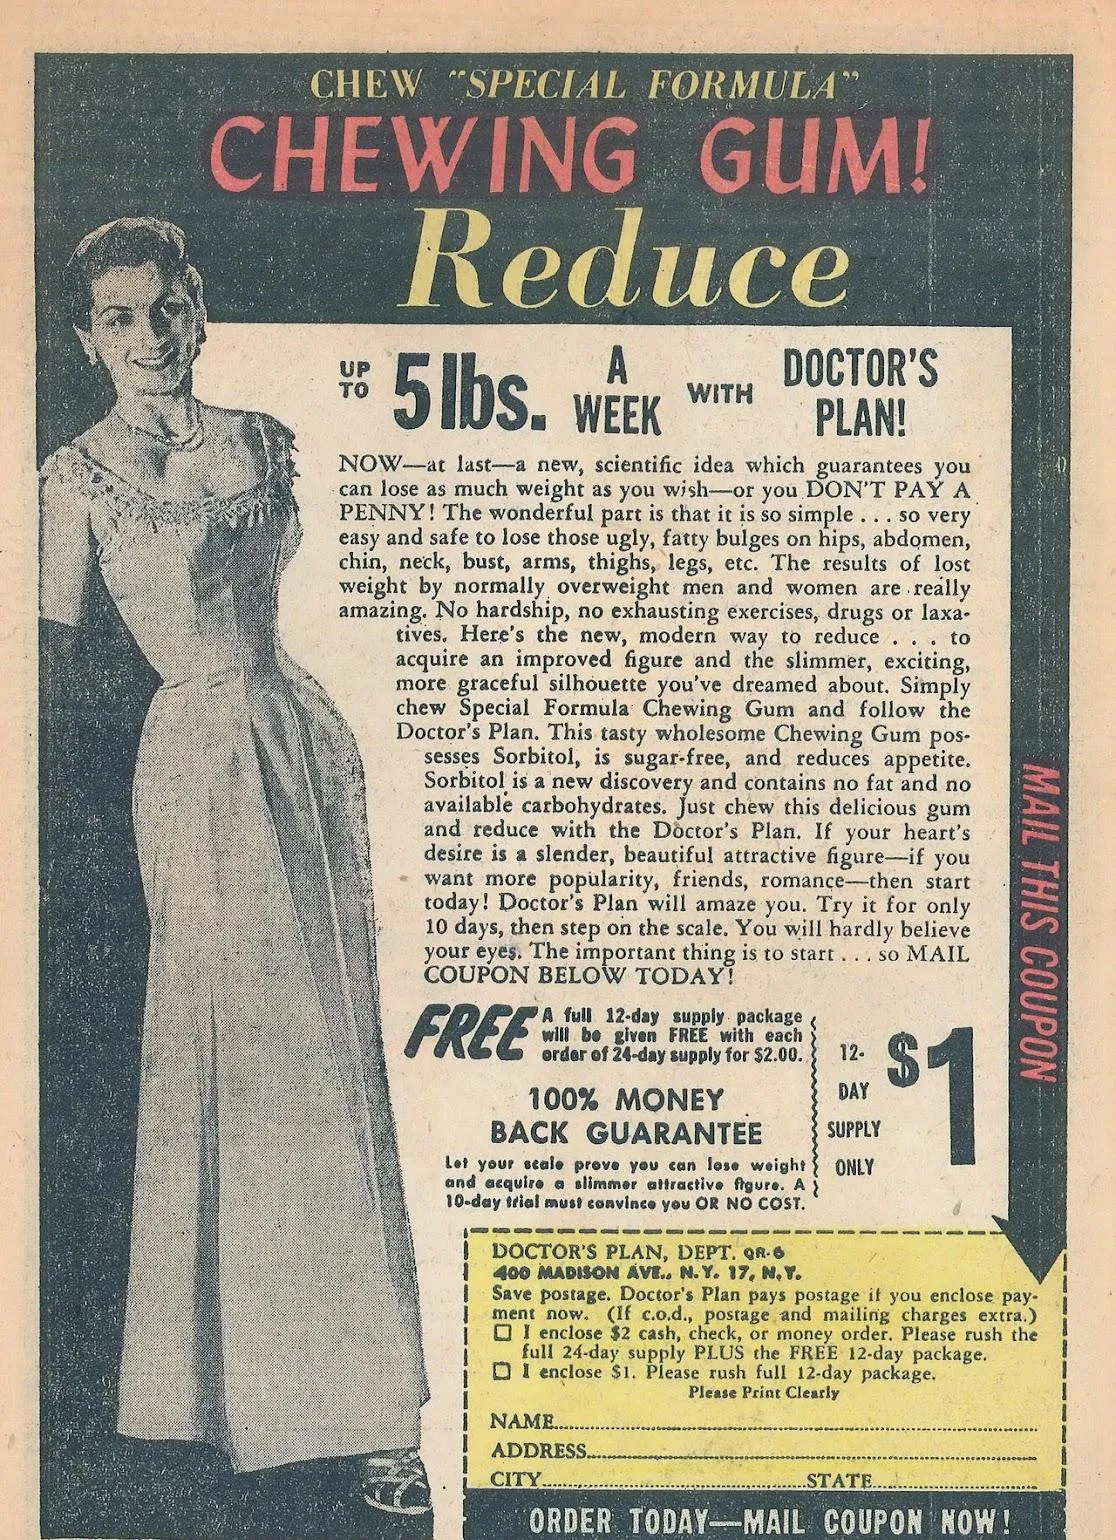 CHEW "SPECIAL FORMULA"
CHEWING GUM!
Reduce
UP TO 5 lbs. A WEEK WITH DOCTOR'S PLAN!
NOW—at last—a new, scientific idea which guarantees you
can lose as much weight as you wish—or you DON'T PAY A
PENNY! The wonderful part is that it is so simple . . . so very
easy and safe to lose those ugly, fatty bulges on hips, abdomen,
chin, neck, bust, arms, thighs, legs, etc. The results of lost
weight by normally overweight men and women are really
amazing. No hardship, no exhausting exercises, drugs or laxa-
tives. Here's the new, modern way to reduce . . . to
acquire an improved figure and the slimmer, exciting,
more graceful silhouette you've dreamed about. Simply
chew Special Formula Chewing Gum and follow the
Doctor's Plan. This tasty wholesome Chewing Gum pos-
sesses Sorbitol, is sugar-free, and reduces appetite.
Sorbitol is a new discovery and contains no fat and no
available carbohydrates. Just chew this delicious gum
and reduce with the Doctor's Plan. If your heart's
desire is a slender, beautiful attractive figure—if you
want more popularity, friends, romance—then start
today! Doctor's Plan will amaze you. Try it for only
10 days, then step on the scale. You will hardly believe
your eyes. The important thing is to start . . . so MAIL
COUPON BELOW TODAY!
FREE A full 12-day supply package
will be given FREE with each
order of 24-day supply for $2.00.
100% MONEY
BACK GUARANTEE
Let your scale prove you can lose weight
and acquire a slimmer attractive figure. A
10-day trial must convince you OR NO COST.
12-
DAY
SUPPLY
ONLY
$1
MAIL THIS COUPON
DOCTOR'S PLAN, DEPT. QR-6
400 MADISON AVE., N.Y. 17, N.Y.
Save postage. Doctor's Plan pays postage if you enclose pay-
ment now. (If c.o.d., postage and mailing charges extra.)
I enclose $2 cash, check, or money order. Please rush the
full 24-day supply PLUS the FREE 12-day package.
I enclose $1. Please rush full 12-day package.
Please Print Clearly
NAME
ADDRESS
CITY STATE
ORDER TODAY—MAIL COUPON NOW!